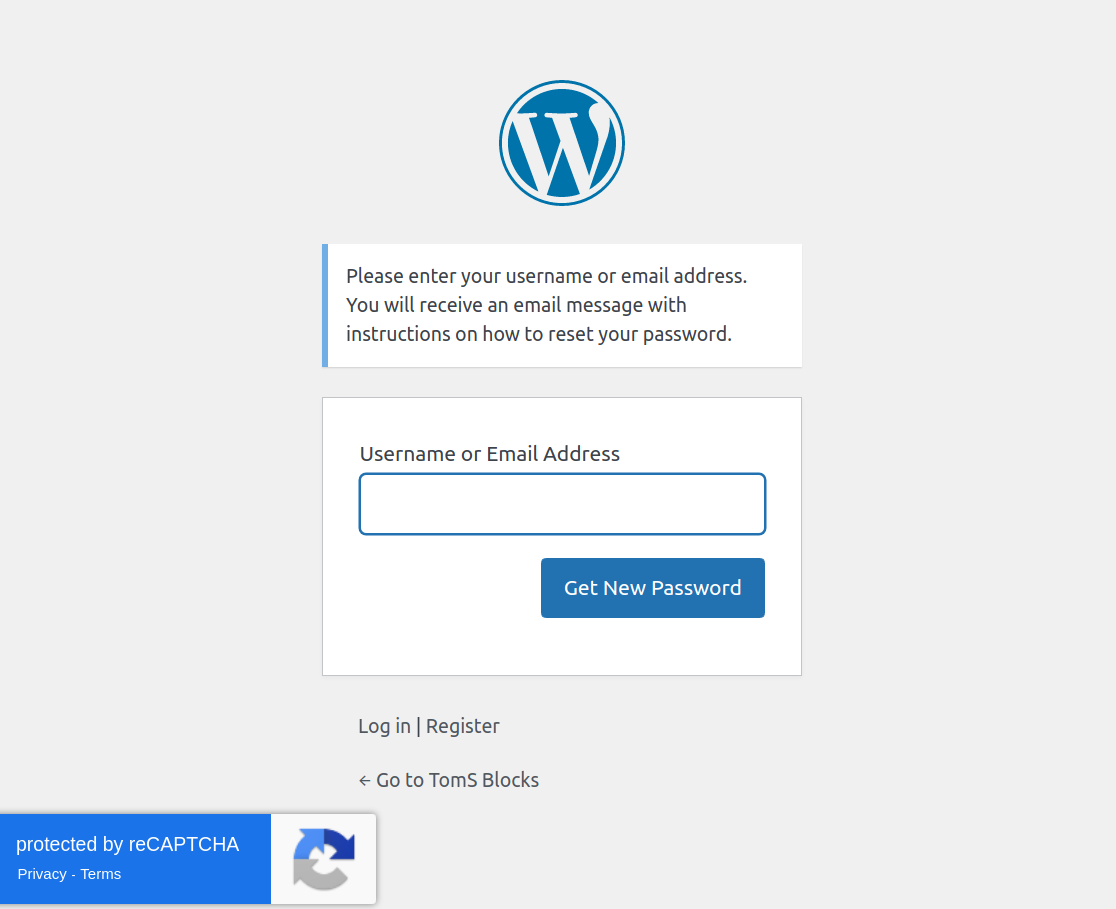 Please enter your username or email address.
You will receive an email message with
instructions on how to reset your password.
Username or Email Address
Get New Password
Log in | Register
← Go to TomS Blocks
protected by reCAPTCHA
Privacy - Terms